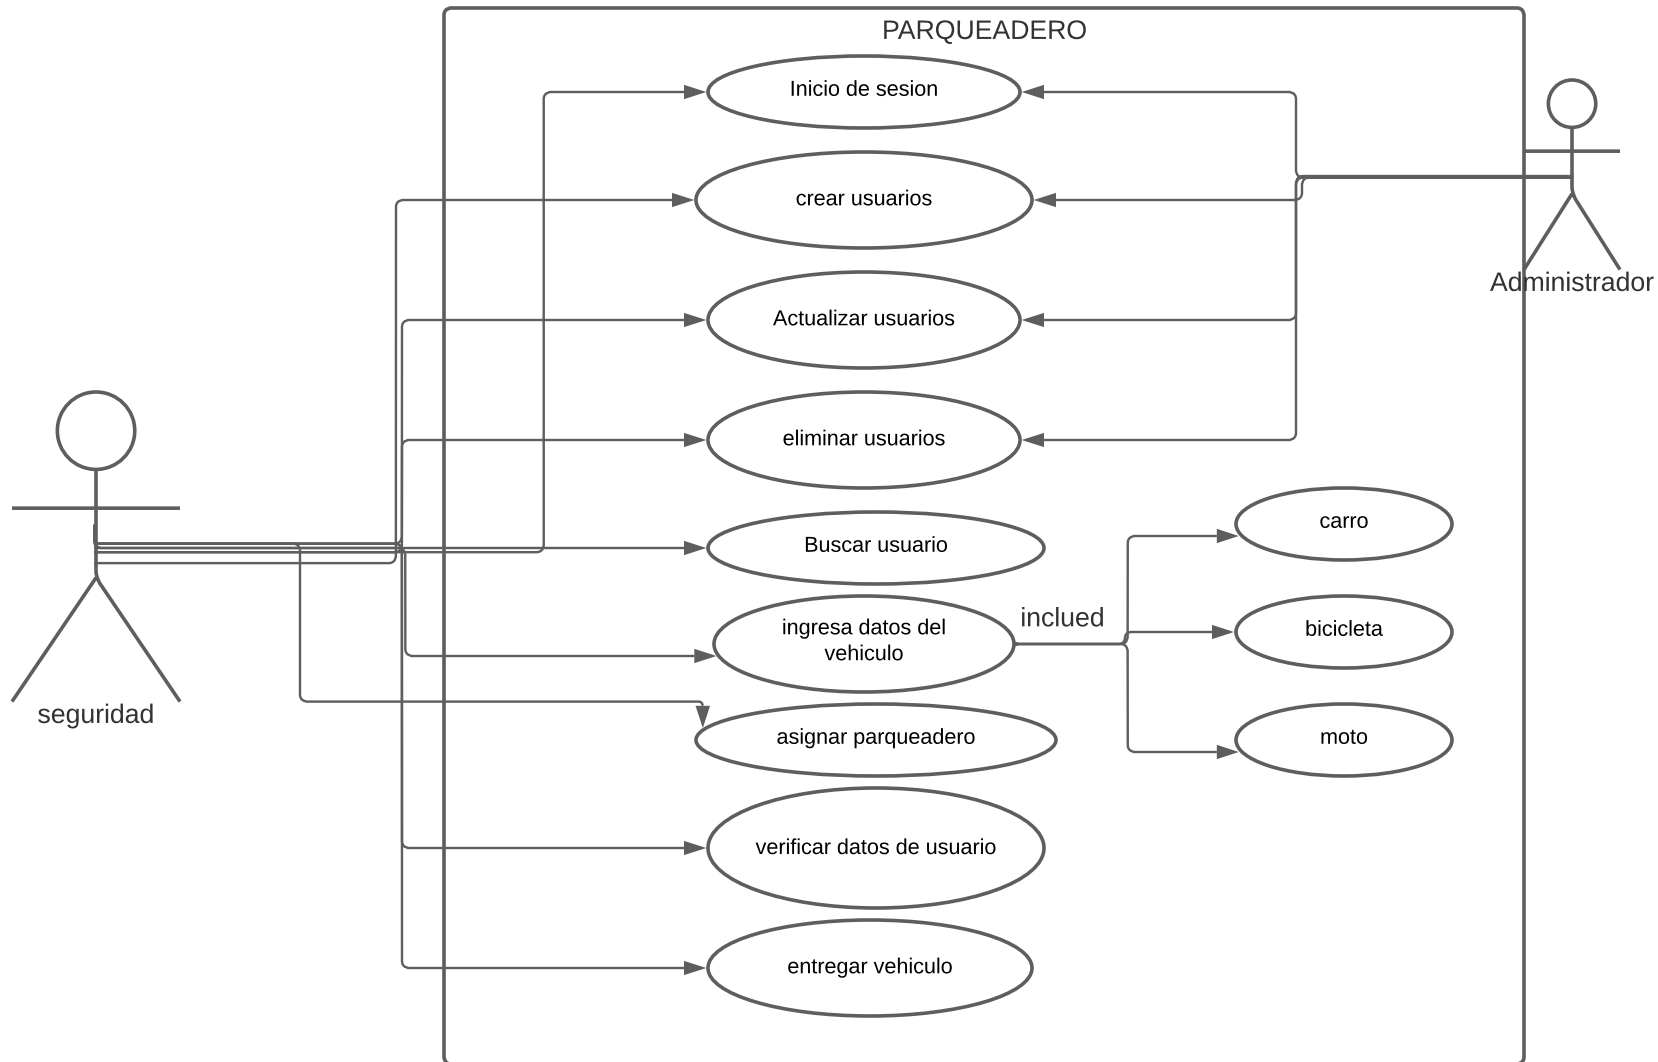 PARQUEADERO
Inicio de sesion
crear usuarios
Administrador
Actualizar usuarios
eliminar usuarios
carro
Buscar usuario
inclued
ingresa datos del
vehiculo
bicicleta
seguridad
asignar parqueadero
moto
verificar datos de usuario
entregar vehiculo